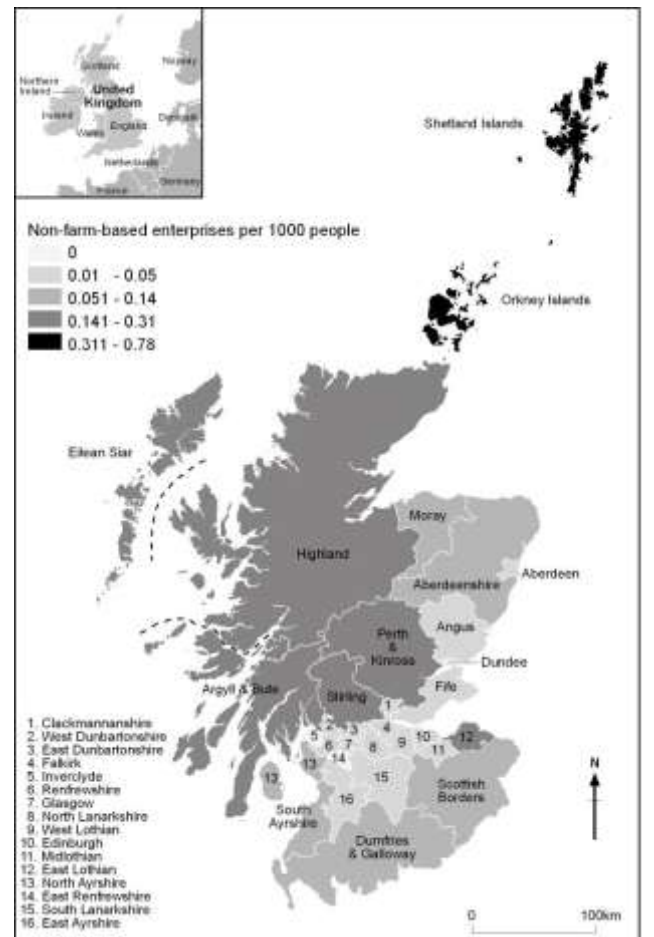 Norway
Scotland
Northern
Ireland
United
Kingdom
Ireland
Denmark
Wales
England
Netherlands
Germany
France
Shetland Islands
Non-farm-based enterprises per 1000 people
0
0.01 - 0.05
0.051 - 0.14
0.141 - 0.31
0.311 - 0.78
Orkney Islands
Eilean Siar
Moray
Highland
Aberdeen
Aberdeenshire
Angus
Perth
&
Kinross
Dundee
Argyll & Bute
Stirling
Fife
1
2
3
4
5
6
7
8
9
10
11
12
13
13
14
15
16
South
Ayrshire
Scottish
Borders
Dumfries
& Galloway
1. Clackmannanshire
2. West Dunbartonshire
3. East Dunbartonshire
4. Falkirk
5. Inverclyde
6. Renfrewshire
7. Glasgow
8. North Lanarkshire
9. West Lothian
10. Edinburgh
11. Midlothian
12. East Lothian
13. North Ayrshire
14. East Renfrewshire
15. South Lanarkshire
16. East Ayrshire
N
0 100km